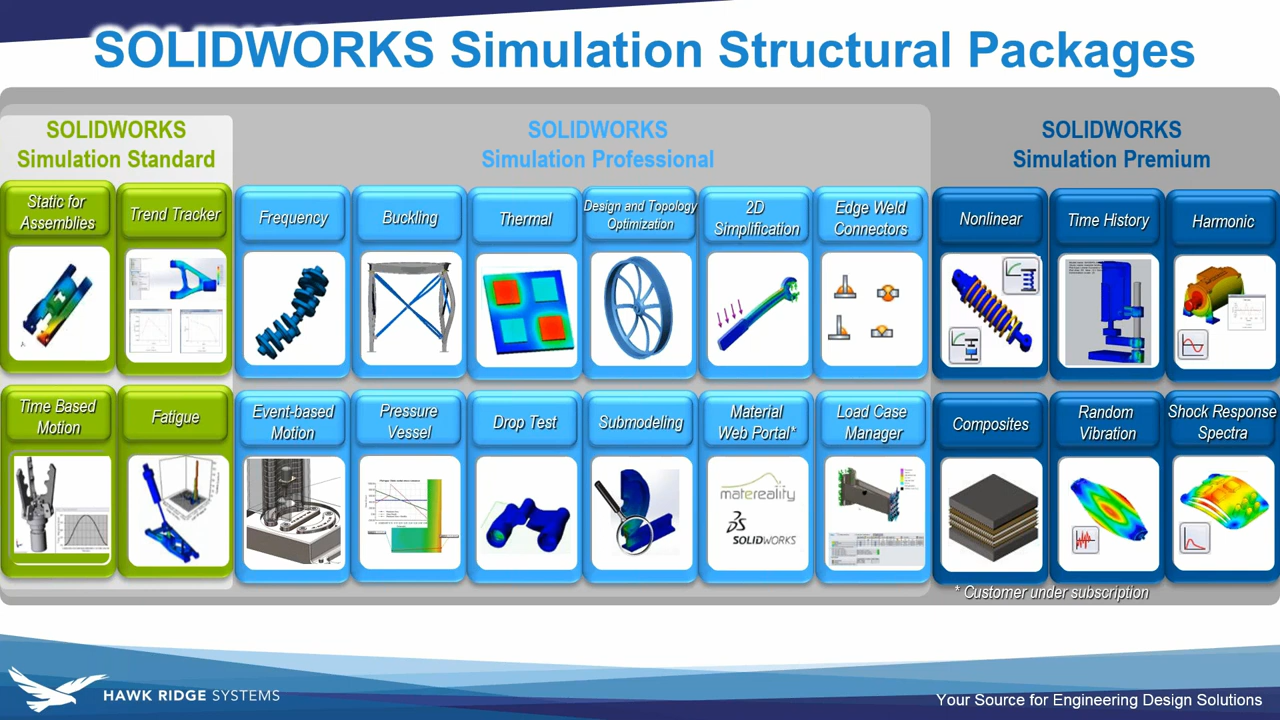 SOLIDWORKS Simulation Structural Packages
SOLIDWORKS
Simulation Standard
SOLIDWORKS
Simulation Professional
SOLIDWORKS
Simulation Premium
Static for
Assemblies
Trend Tracker
Frequency
Buckling
Thermal
Design and Topology
Optimization
2D
Simplification
Edge Weld
Connectors
Nonlinear
Time History
Harmonic
Time Based
Motion
Fatigue
Event-based
Motion
Pressure
Vessel
Drop Test
Submodeling
Material
Web Portal*
Load Case
Manager
Composites
Random
Vibration
Shock Response
Spectra
matereality
SOLIDWORKS
* Customer under subscription
HAWK RIDGE SYSTEMS
Your Source for Engineering Design Solutions